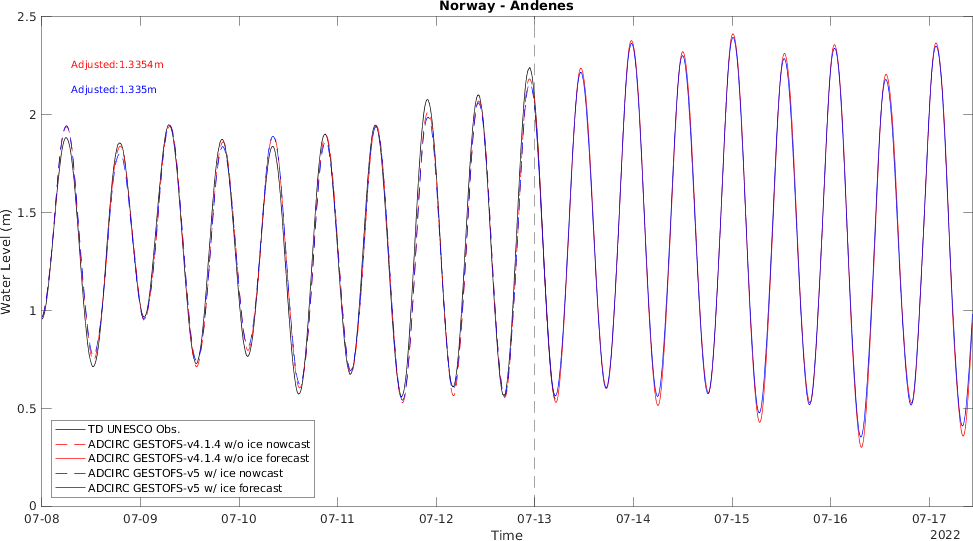 Norway - Andenes
2.5
Adjusted:1.3354m
Adjusted:1.335m
2
1.5
Water Level (m)
1
0.5
TD UNESCO Obs.
ADCIRC GESTOFS-v4.1.4 w/o ice nowcast
ADCIRC GESTOFS-v4.1.4 w/o ice forecast
ADCIRC GESTOFS-v5 w/ ice nowcast
ADCIRC GESTOFS-v5 w/ ice forecast
0
07-08 07-09 07-10 07-11 07-12 07-13 07-14 07-15 07-16 07-17
Time
2022